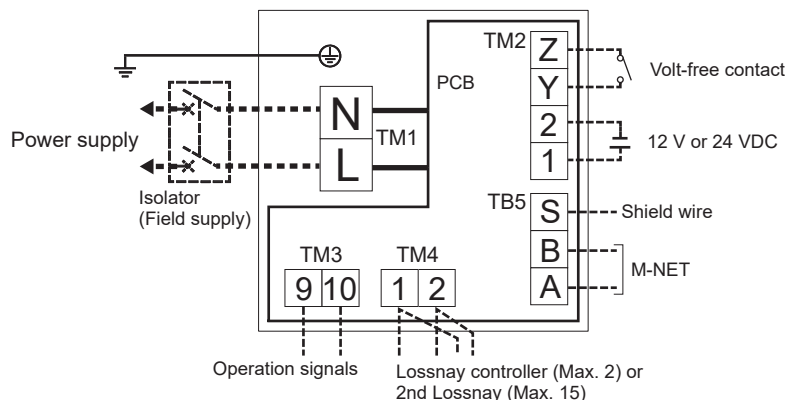 TM2
Z
Y
2
1
Volt-free contact
12 V or 24 VDC
PCB
N
L
TM1
Power supply
Isolator
(Field supply)
TB5
S
B
A
Shield wire
M-NET
TM3
9 10
TM4
1 2
Operation signals
Lossnay controller (Max. 2) or
2nd Lossnay (Max. 15)